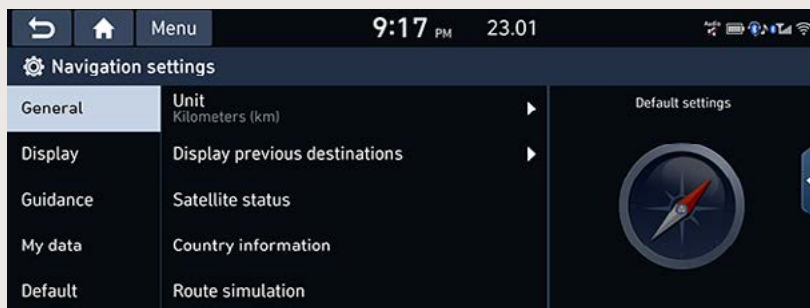 Menu 9:17 PM 23.01
Navigation settings
General
Display
Guidance
My data
Default
Unit
Kilometers (km)
Display previous destinations
Satellite status
Country information
Route simulation
Default settings